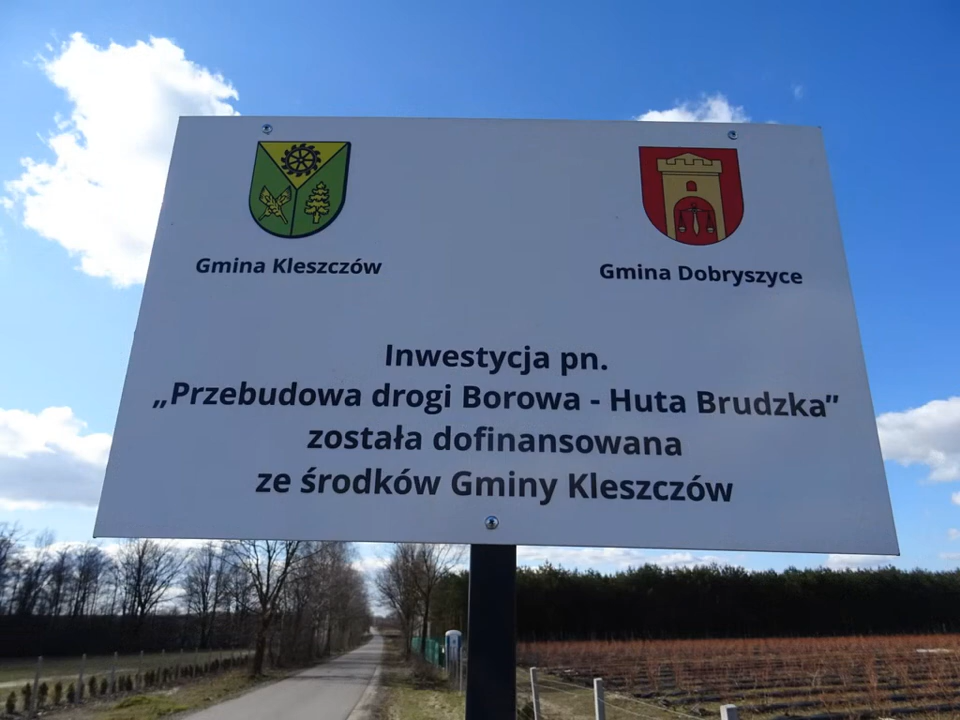 Gmina Kleszczów
Gmina Dobryszyce
Inwestycja pn.
„Przebudowa drogi Borowa - Huta Brudzka”
została dofinansowana
ze środków Gminy Kleszczów